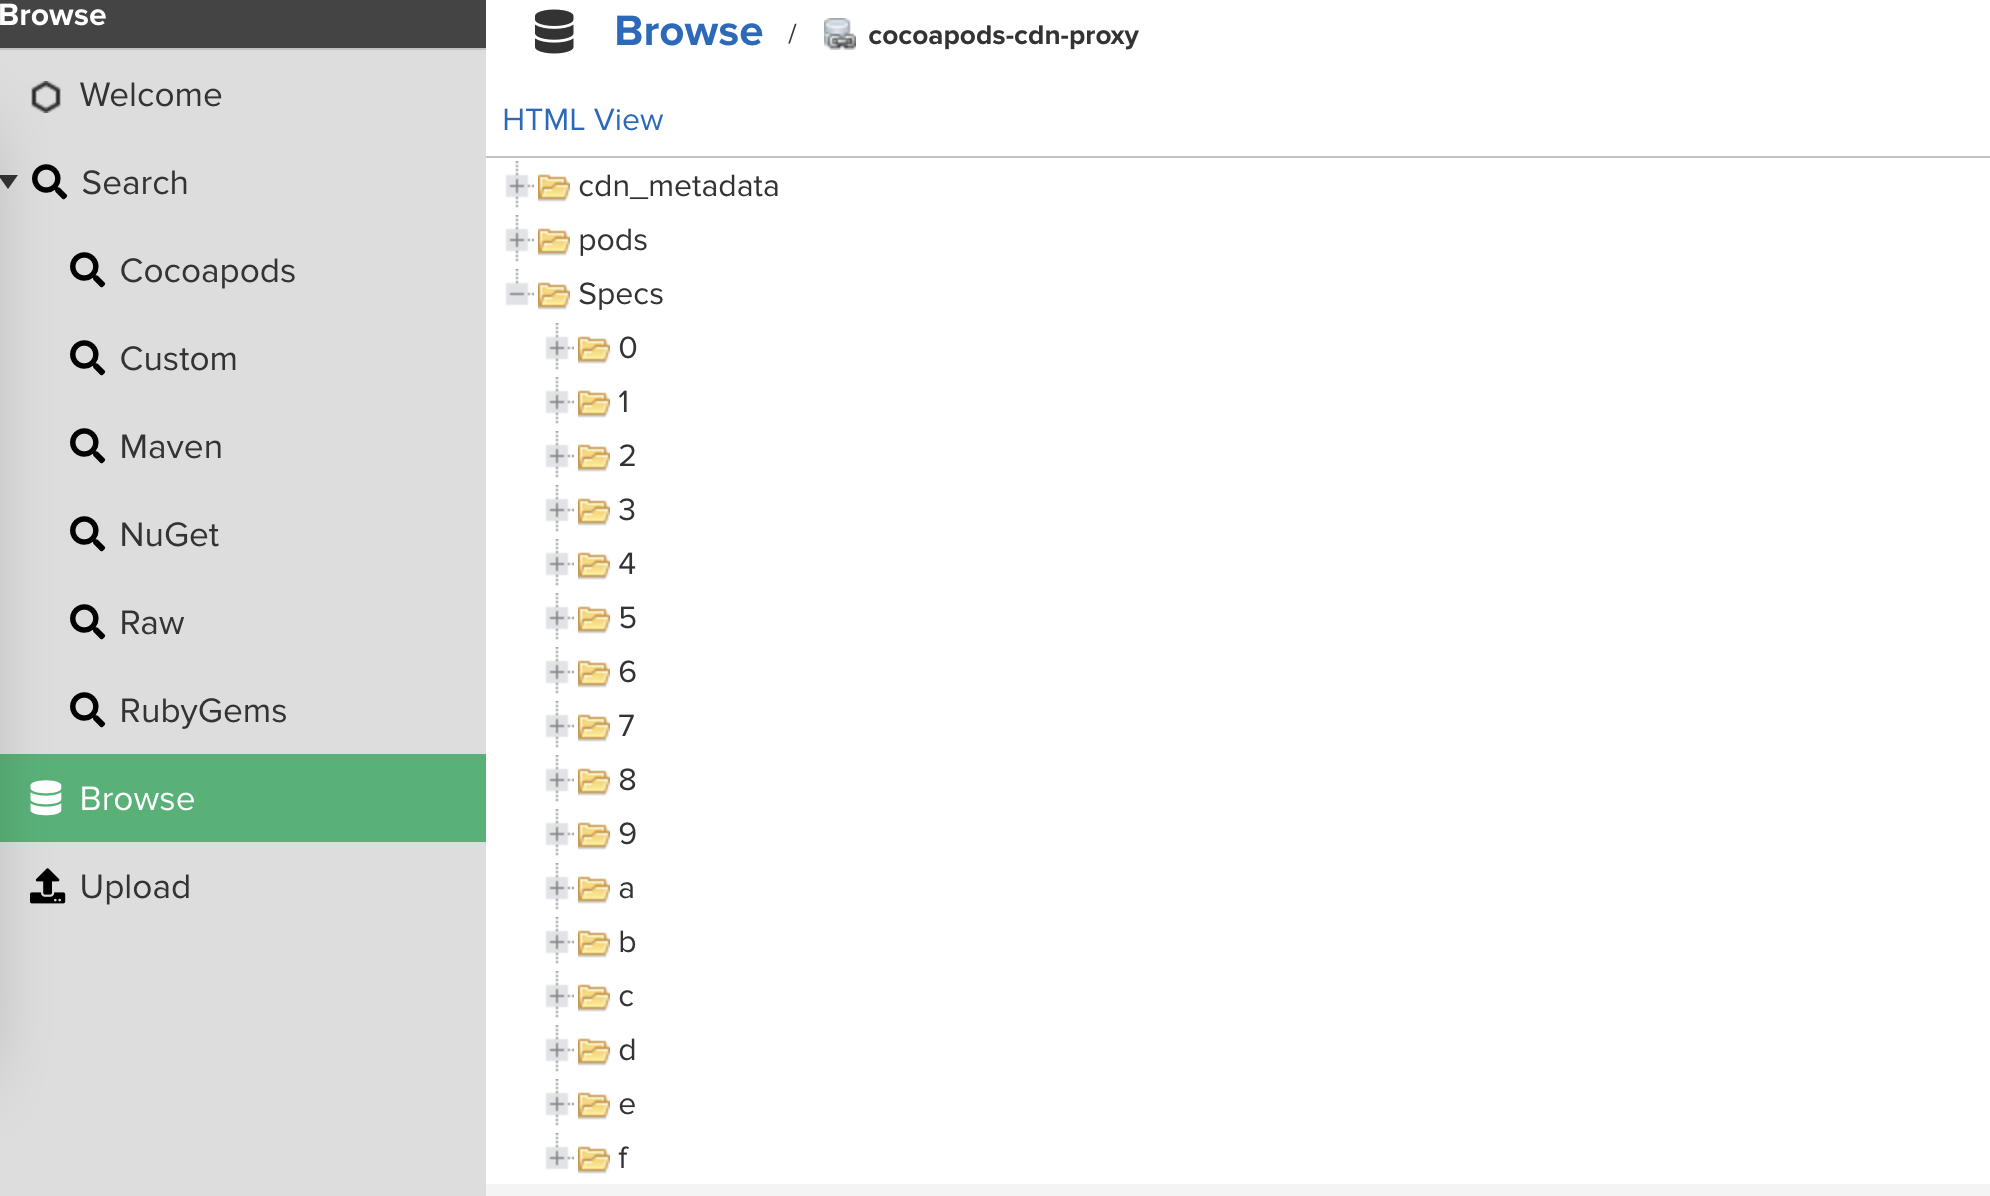 Browse
Welcome
Search
Cocoapods
Custom
Maven
NuGet
Raw
RubyGems
Browse
Upload
Browse / cocoapods-cdn-proxy
HTML View
cdn_metadata
pods
Specs
0
1
2
3
4
5
6
7
8
9
a
b
c
d
e
f